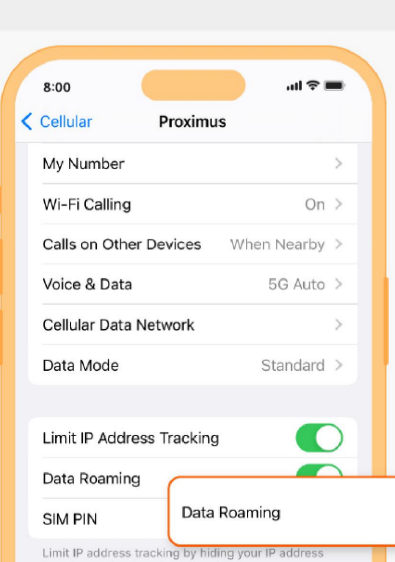 8:00
Cellular Proximus
My Number
Wi-Fi Calling On
Calls on Other Devices When Nearby
Voice & Data 5G Auto
Cellular Data Network
Data Mode Standard
Limit IP Address Tracking
Data Roaming
SIM PIN
Data Roaming
Limit IP address tracking by hiding your IP address